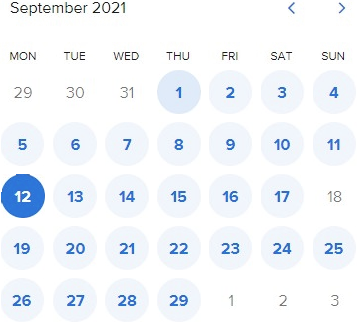 September 2021
MON TUE WED THU FRI SAT SUN
29 30 31 1 2 3 4
5 6 7 8 9 10 11
12 13 14 15 16 17 18
19 20 21 22 23 24 25
26 27 28 29 1 2 3